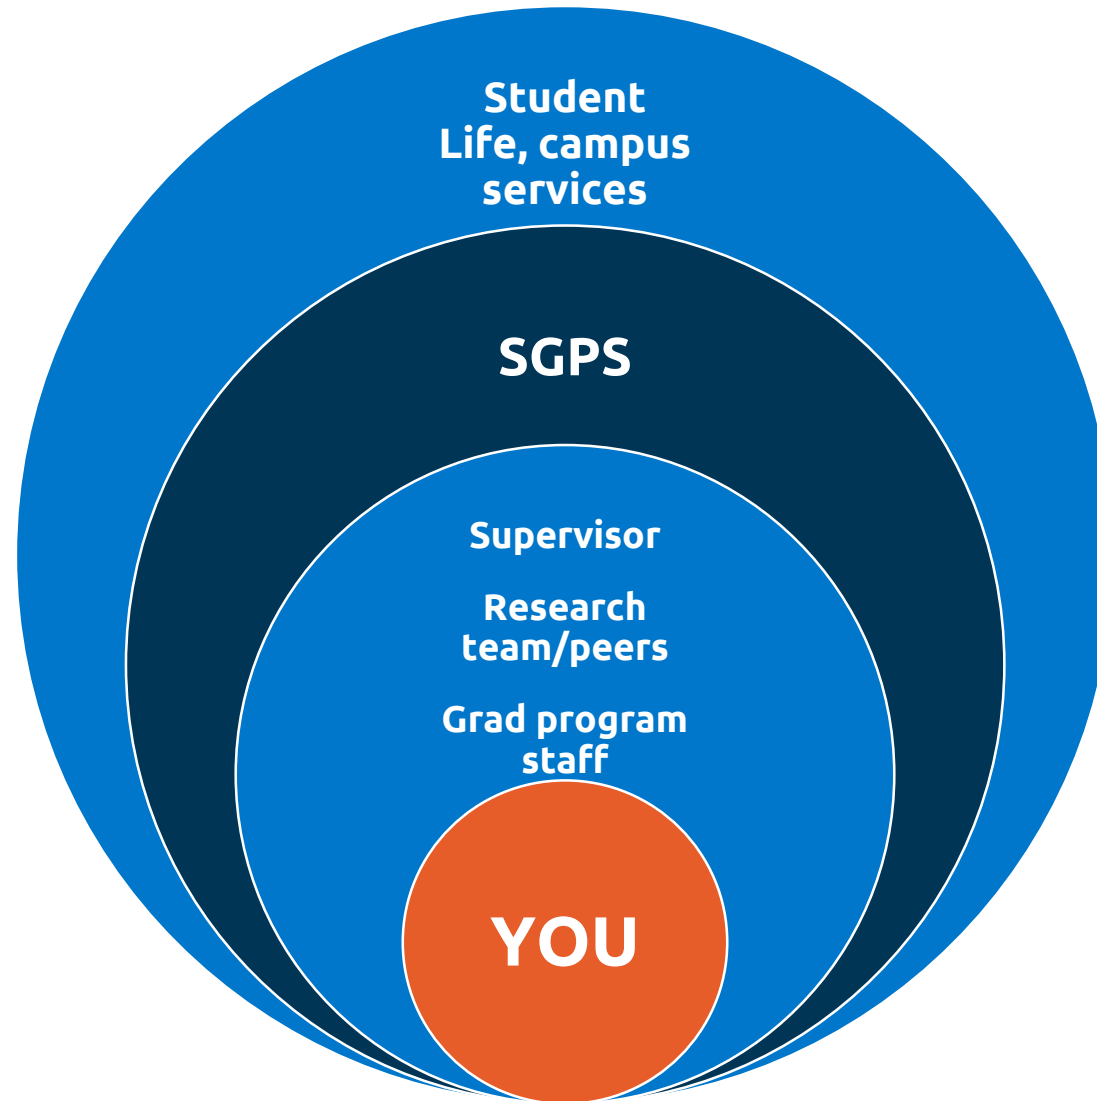 Student
Life, campus
services
SGPS
Supervisor
Research
team/peers
Grad program
staff
YOU